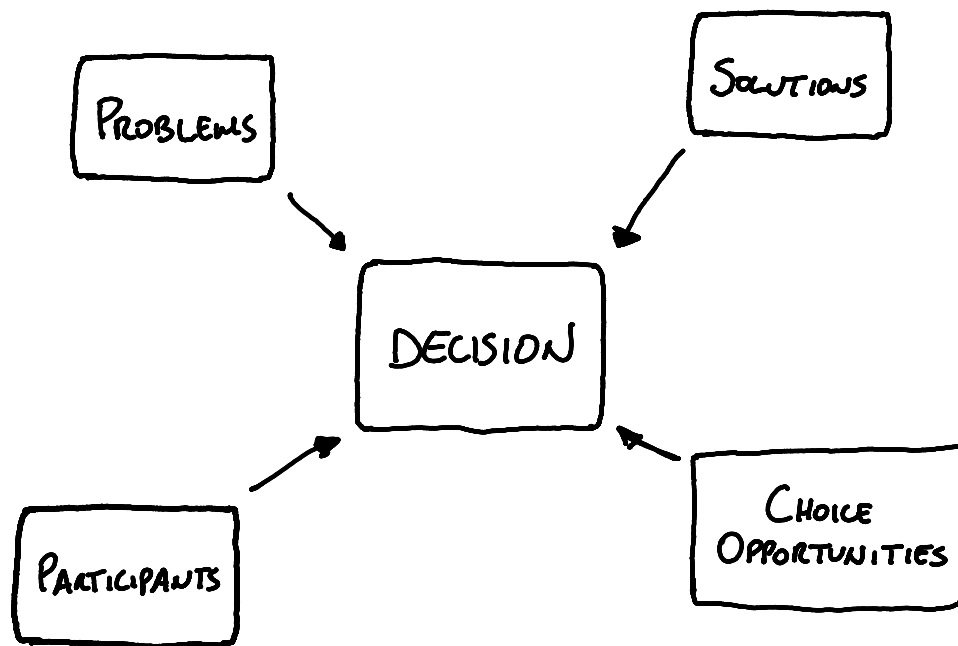 PROBLEMS
SOLUTIONS
DECISION
PARTICIPANTS
CHOICE
OPPORTUNITIES